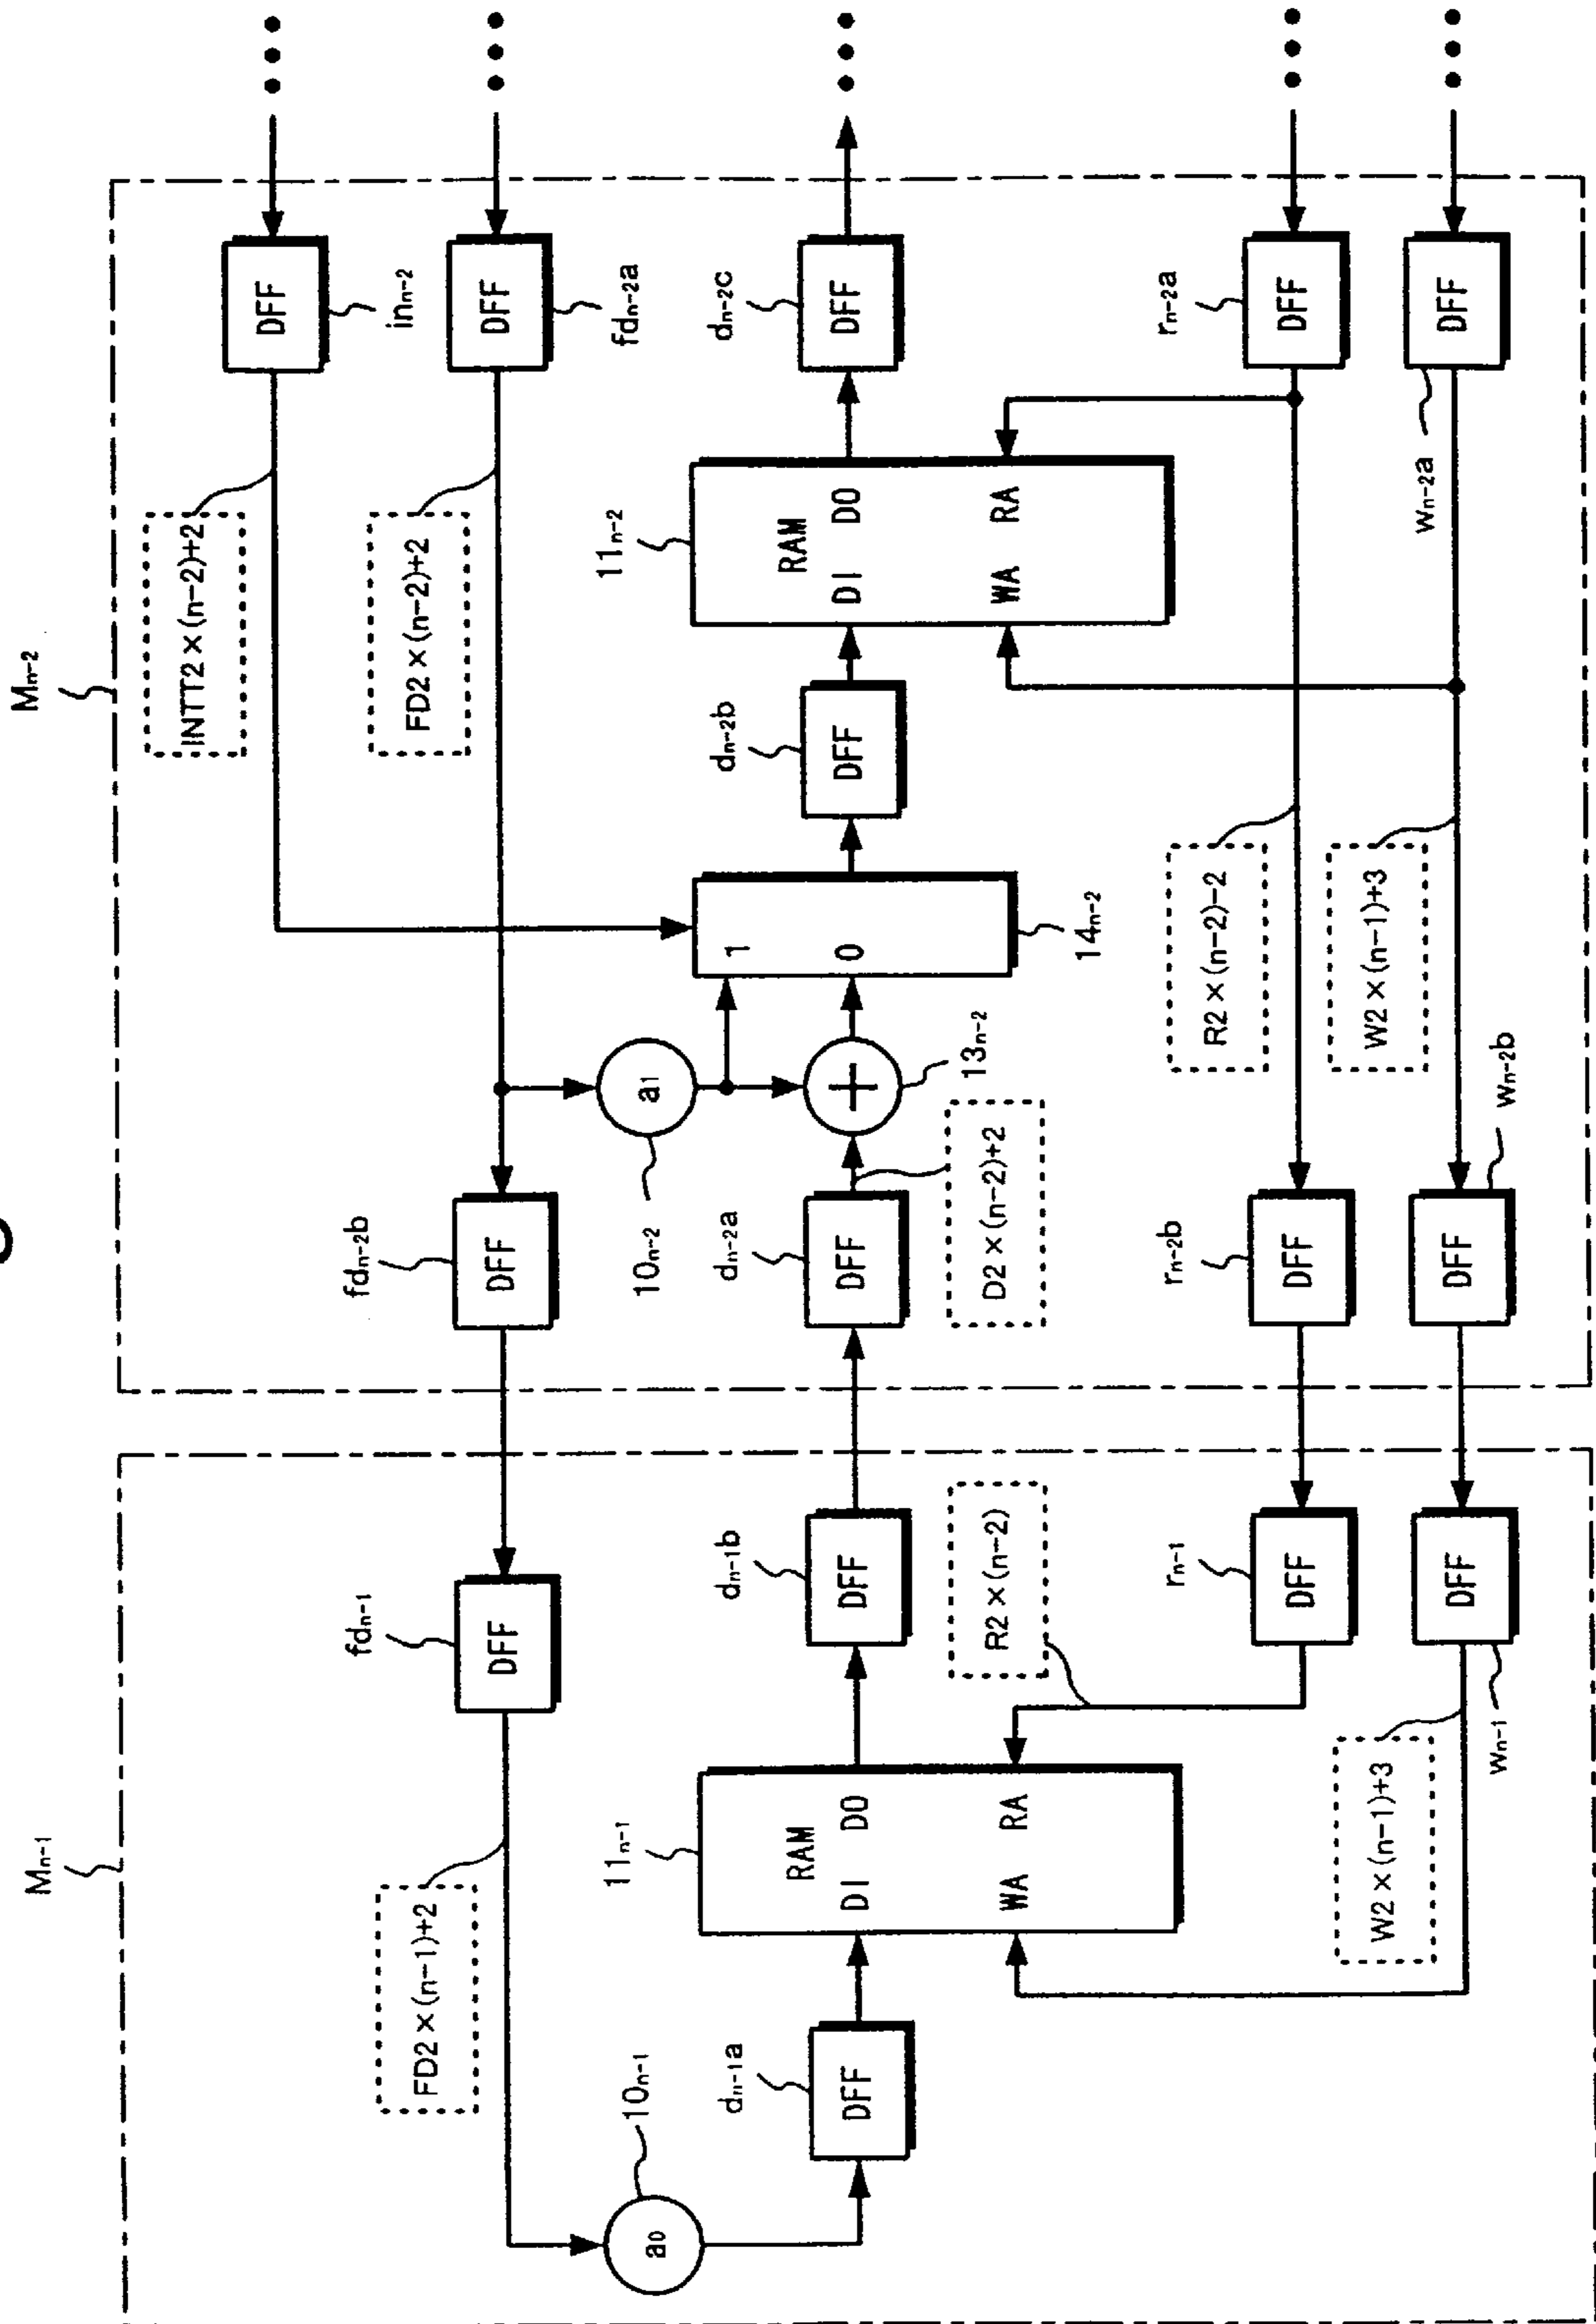 Mn-1
fdn-1
DFF
FD2×(n-1)+2
10n-1
a0
dn-1a
DFF
11n-1
RAM
DI DO
WA RA
dn-1b
DFF
R2×(n-2)
rn-1
DFF
W2×(n-1)+3
DFF
wn-1
Mn-2
INTT2×(n-2)+2
DFF
inn-2
FD2×(n-2)+2
DFF
fdn-2a
fdn-2b
DFF
10n-2
a1
dn-2a
DFF
D2×(n-2)+2
13n-2
1
0
14n-2
dn-2b
DFF
11n-2
RAM
DI DO
WA RA
dn-2c
DFF
rn-2b
DFF
R2×(n-2)-2
rn-2a
DFF
DFF
wn-2b
W2×(n-1)+3
wn-2a
DFF